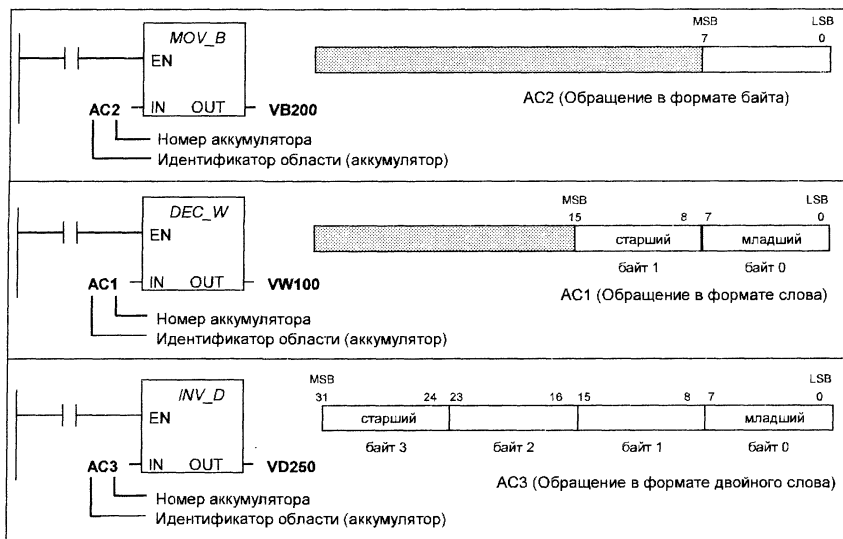 MOV_B
MSB LSB
7 0
EN
AC2 IN OUT VB200
AC2 (Обращение в формате байта)
Номер аккумулятора
Идентификатор области (аккумулятор)
DEC_W
MSB LSB
15 8 7 0
EN
старший младший
байт 1 байт 0
AC1 IN OUT VW100
AC1 (Обращение в формате слова)
Номер аккумулятора
Идентификатор области (аккумулятор)
INV_D
MSB LSB
31 24 23 16 15 8 7 0
EN
старший младший
байт 3 байт 2 байт 1 байт 0
AC3 IN OUT VD250
AC3 (Обращение в формате двойного слова)
Номер аккумулятора
Идентификатор области (аккумулятор)